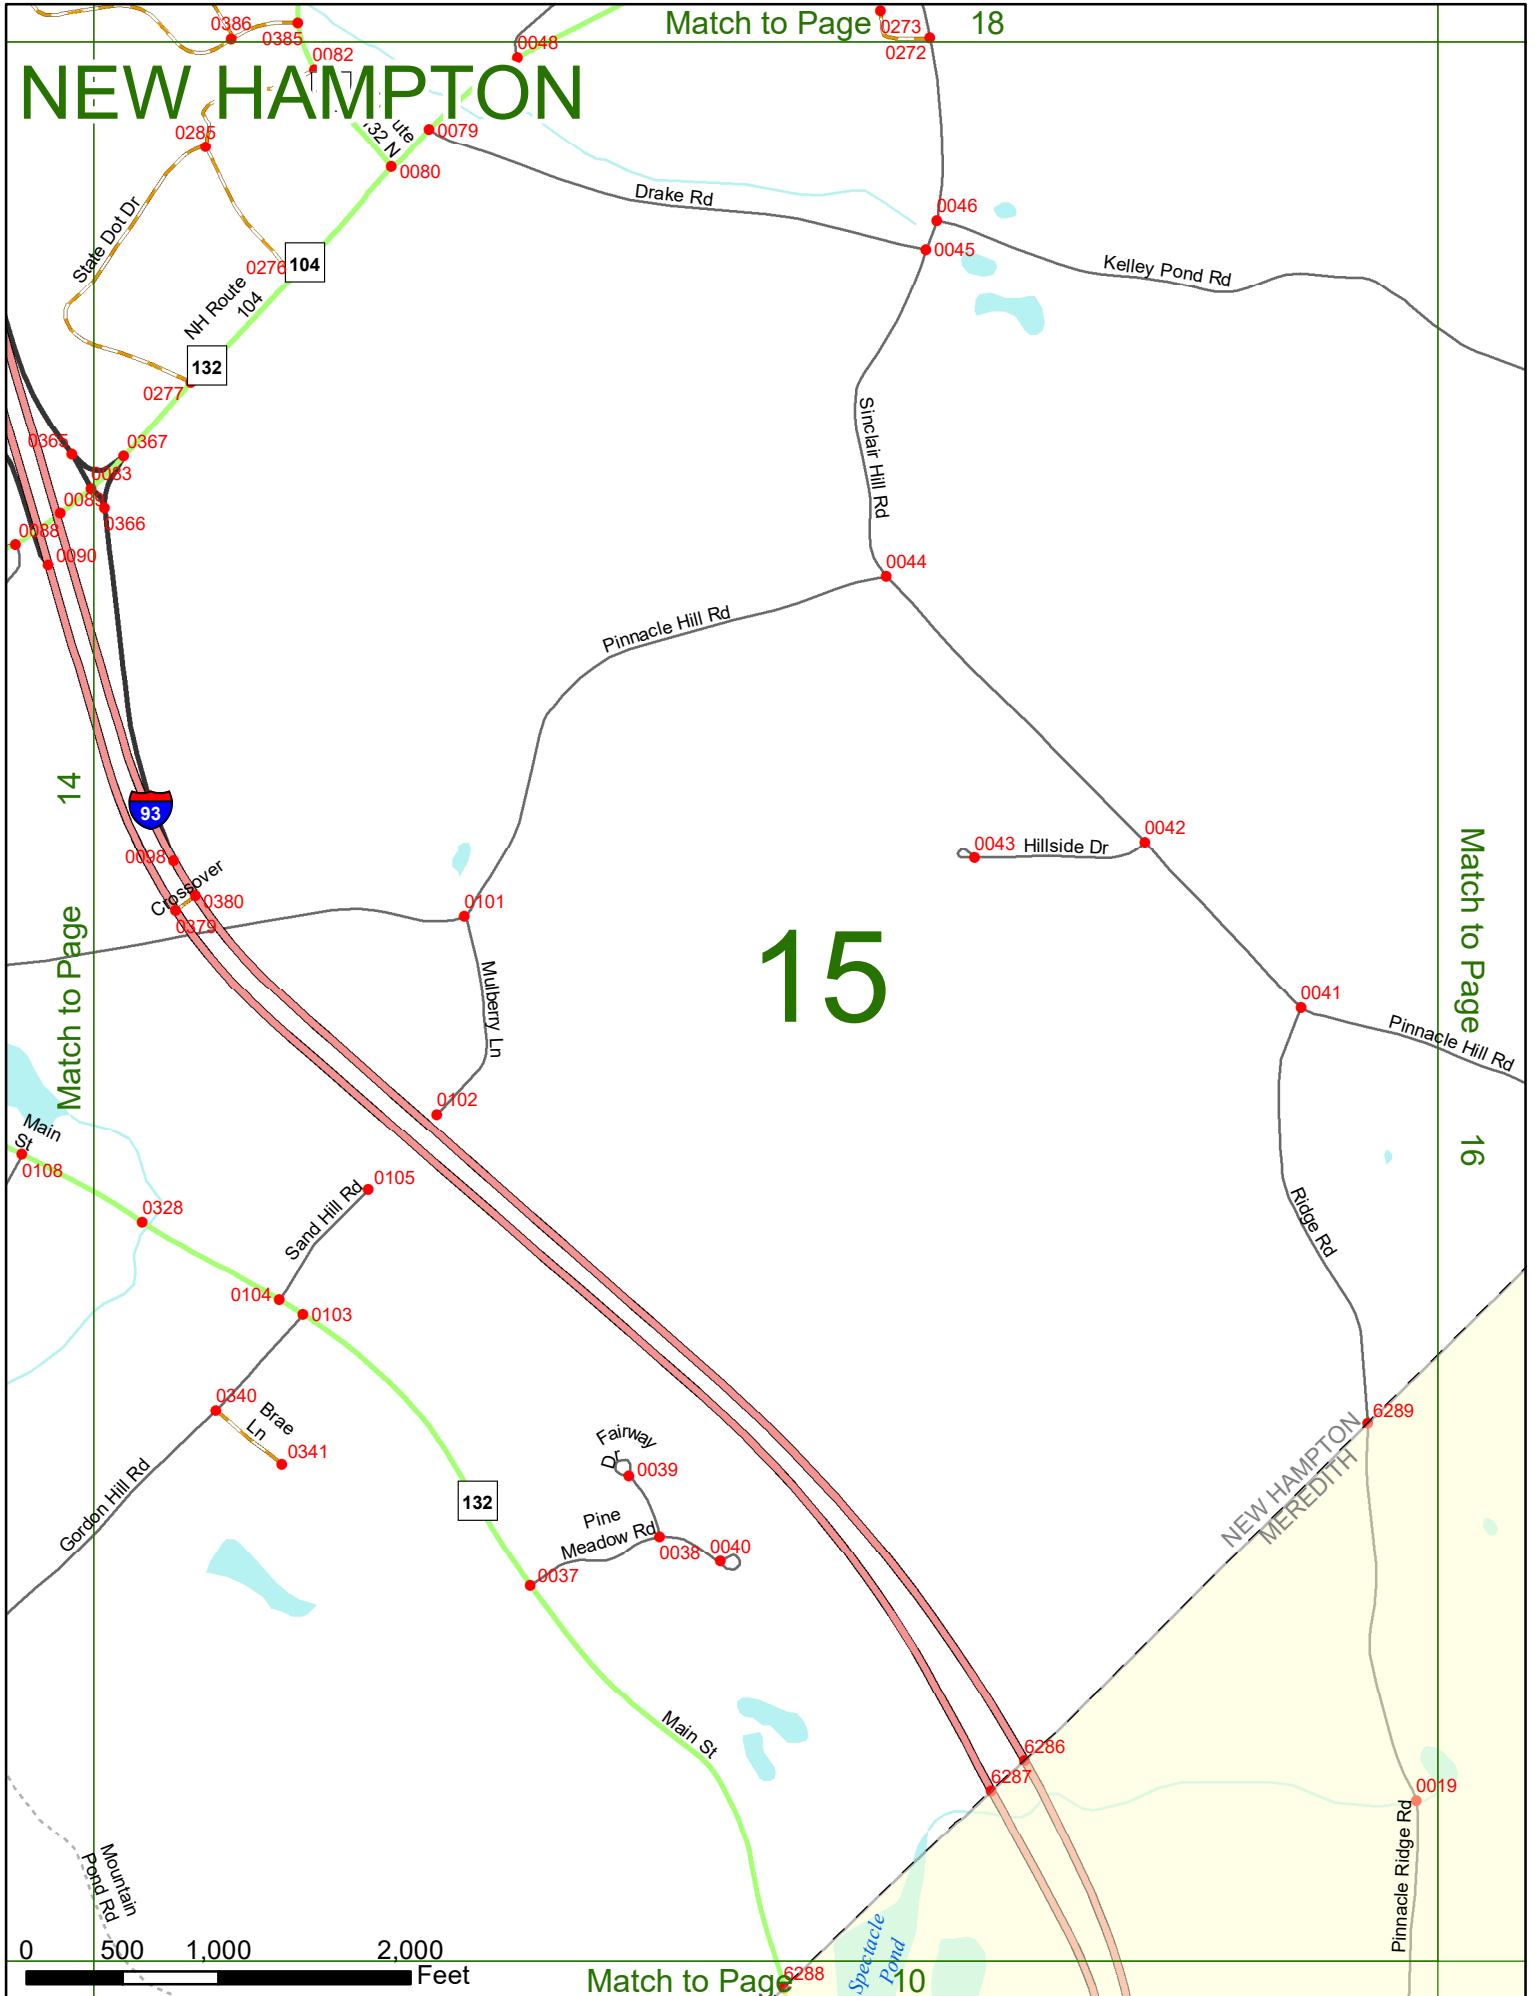 Match to Page 18
0386
0385
0082
0048
0273
0272
NEW HAMPTON
0285
ute
132 N
0079
0080
Drake Rd
0046
0045
Kelley Pond Rd
State Dot Dr
0276
104
NH Route
104
132
0277
Sinclair Hill Rd
0365
0367
0083
0089
0366
0088
0090
0044
Pinnacle Hill Rd
14
Match to Page
93
0098
Crossover
0380
0379
0101
0043
Hillside Dr
0042
Match to Page
16
15
Mulberry Ln
0041
Pinnacle Hill Rd
0102
Main
St
0108
0105
Sand Hill Rd
0328
0104
0103
Ridge Rd
0340
Brae
Ln
0341
Gordon Hill Rd
132
Fairway
Dr
0039
Pine
Meadow Rd
0038
0040
0037
6289
NEW HAMPTON
MEREDITH
Main St
6286
6287
0019
Pinnacle Ridge Rd
Mountain
Pond Rd
Spectacle
Pond
6288
0 500 1,000 2,000
Feet
Match to Page 10